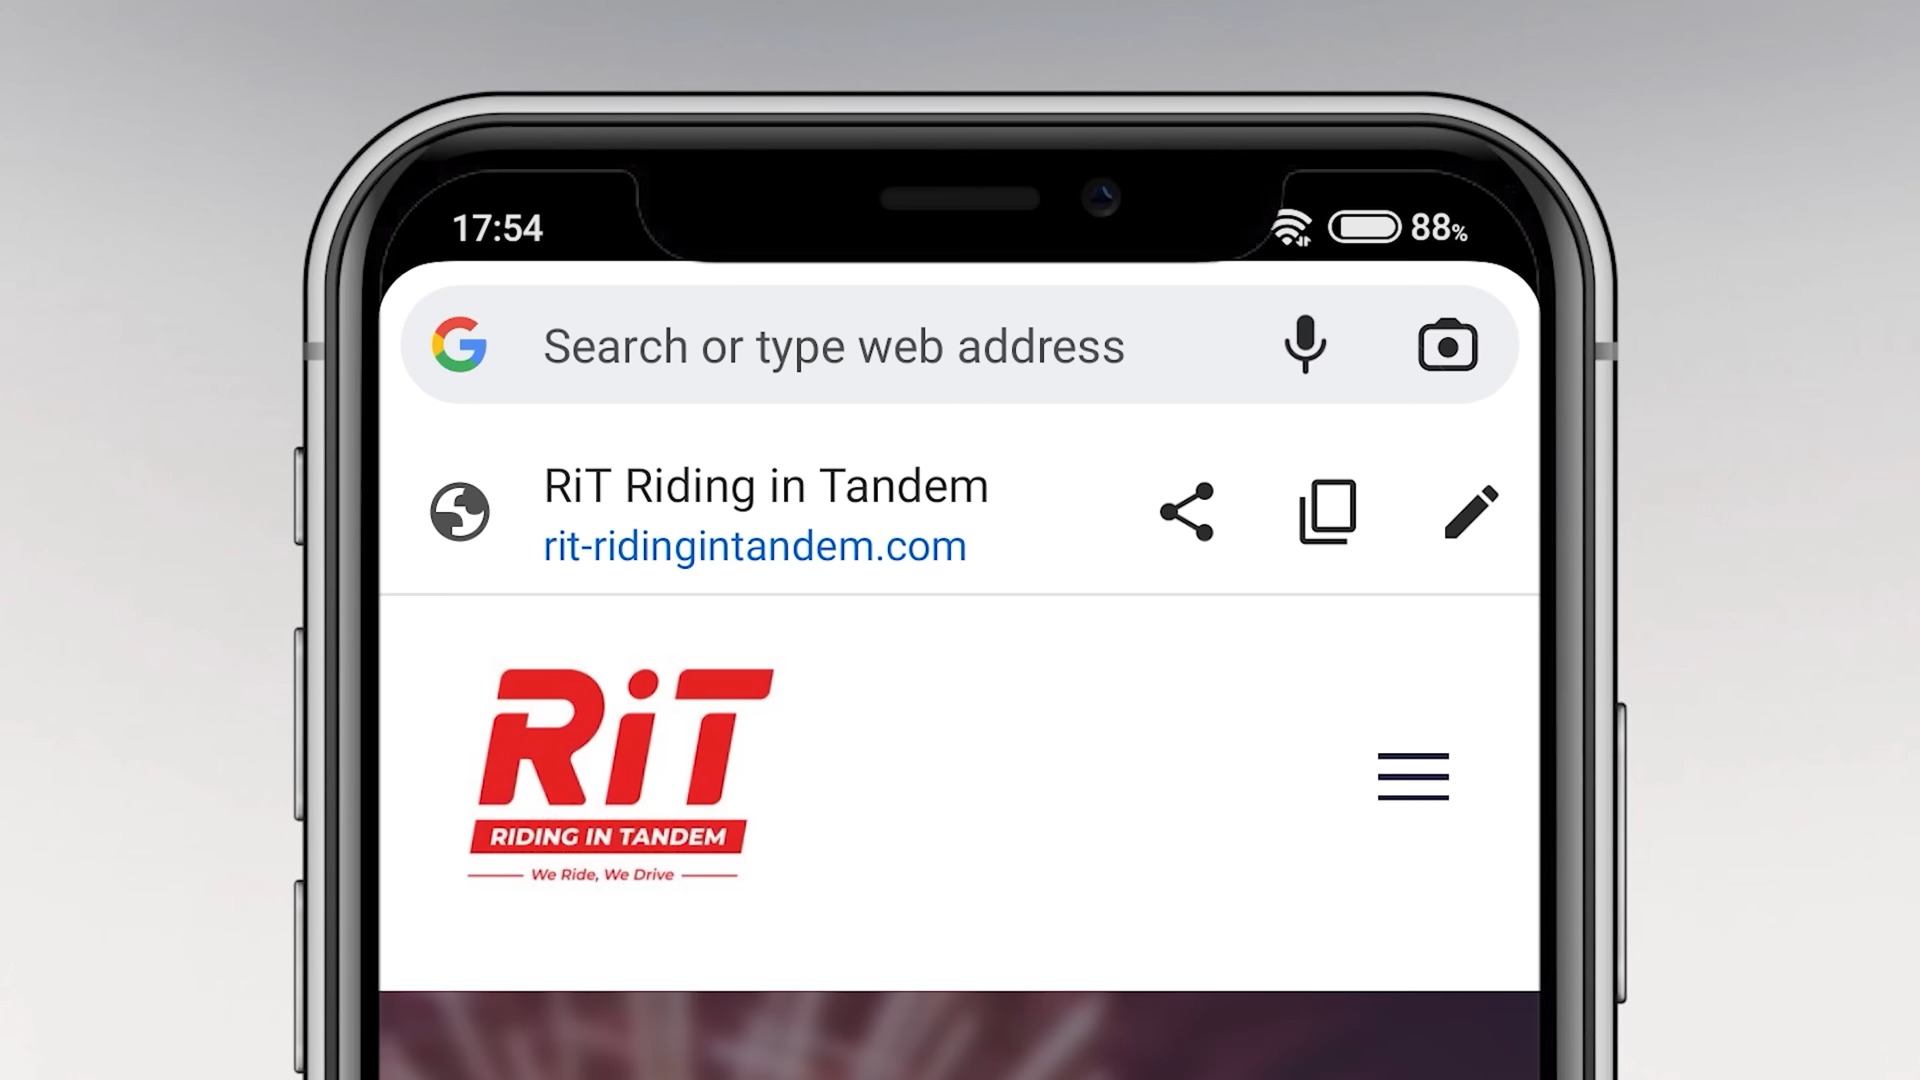 17:54
88%
Search or type web address
RiT Riding in Tandem
rit-ridingintandem.com
RiT
RIDING IN TANDEM
We Ride, We Drive